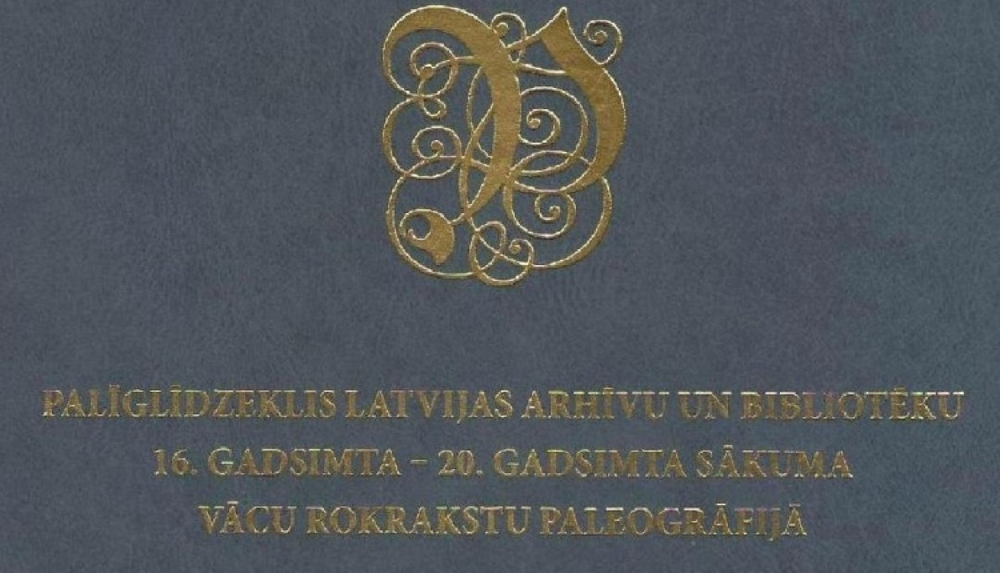 PALĪGLĪDZEKLIS LATVIJAS ARHĪVU UN BIBLIOTĒKU
16. GADSIMTA – 20. GADSIMTA SĀKUMA
VĀCU ROKRAKSTU PALEOGRĀFIJĀ